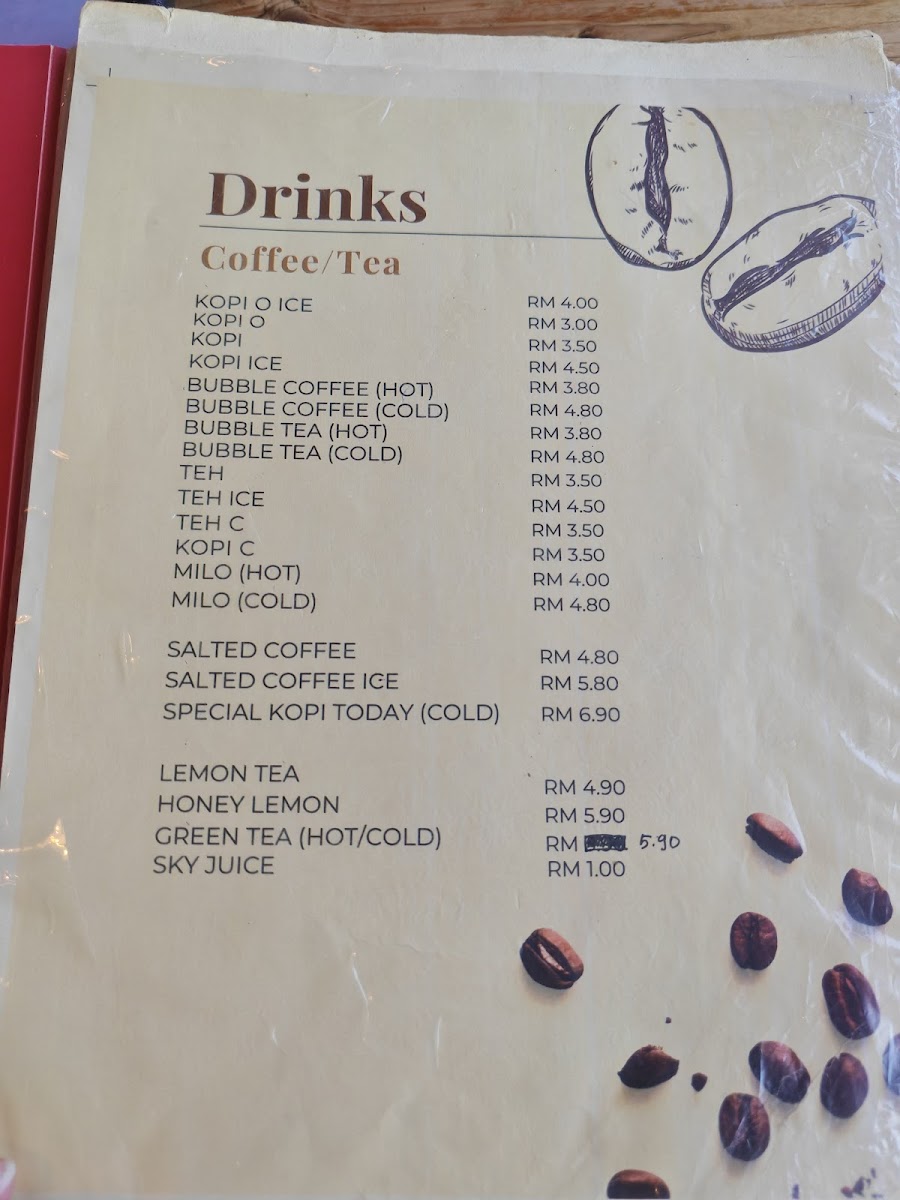 Drinks
Coffee/Tea
KOPI O ICE RM 4.00
KOPI O RM 3.00
KOPI RM 3.50
KOPI ICE RM 4.50
BUBBLE COFFEE (HOT) RM 3.80
BUBBLE COFFEE (COLD) RM 4.80
BUBBLE TEA (HOT) RM 3.80
BUBBLE TEA (COLD) RM 4.80
TEH RM 3.50
TEH ICE RM 4.50
TEH C RM 3.50
KOPI C RM 3.50
MILO (HOT) RM 4.00
MILO (COLD) RM 4.80
SALTED COFFEE RM 4.80
SALTED COFFEE ICE RM 5.80
SPECIAL KOPI TODAY (COLD) RM 6.90
LEMON TEA RM 4.90
HONEY LEMON RM 5.90
GREEN TEA (HOT/COLD) RM 5.90
SKY JUICE RM 1.00